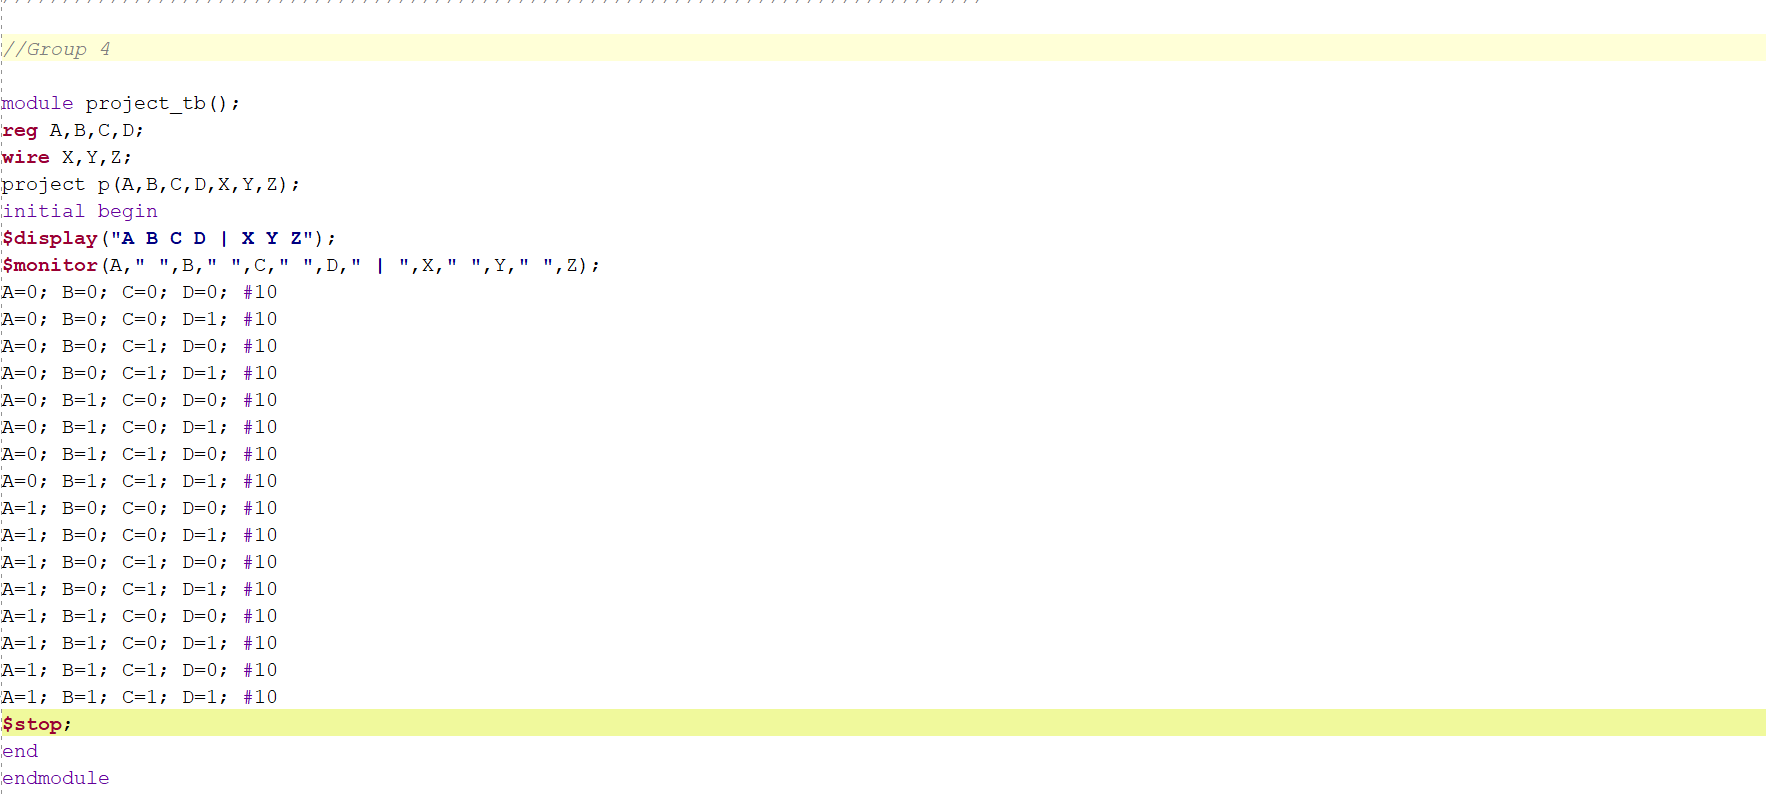 //Group 4
module project_tb();
reg A,B,C,D;
wire X,Y,Z;
project p(A,B,C,D,X,Y,Z);
initial begin
$display("A B C D | X Y Z");
$monitor(A," ",B," ",C," ",D," | ",X," ",Y," ",Z);
A=0; B=0; C=0; D=0; #10
A=0; B=0; C=0; D=1; #10
A=0; B=0; C=1; D=0; #10
A=0; B=0; C=1; D=1; #10
A=0; B=1; C=0; D=0; #10
A=0; B=1; C=0; D=1; #10
A=0; B=1; C=1; D=0; #10
A=0; B=1; C=1; D=1; #10
A=1; B=0; C=0; D=0; #10
A=1; B=0; C=0; D=1; #10
A=1; B=0; C=1; D=0; #10
A=1; B=0; C=1; D=1; #10
A=1; B=1; C=0; D=0; #10
A=1; B=1; C=0; D=1; #10
A=1; B=1; C=1; D=0; #10
A=1; B=1; C=1; D=1; #10
$stop;
end
endmodule